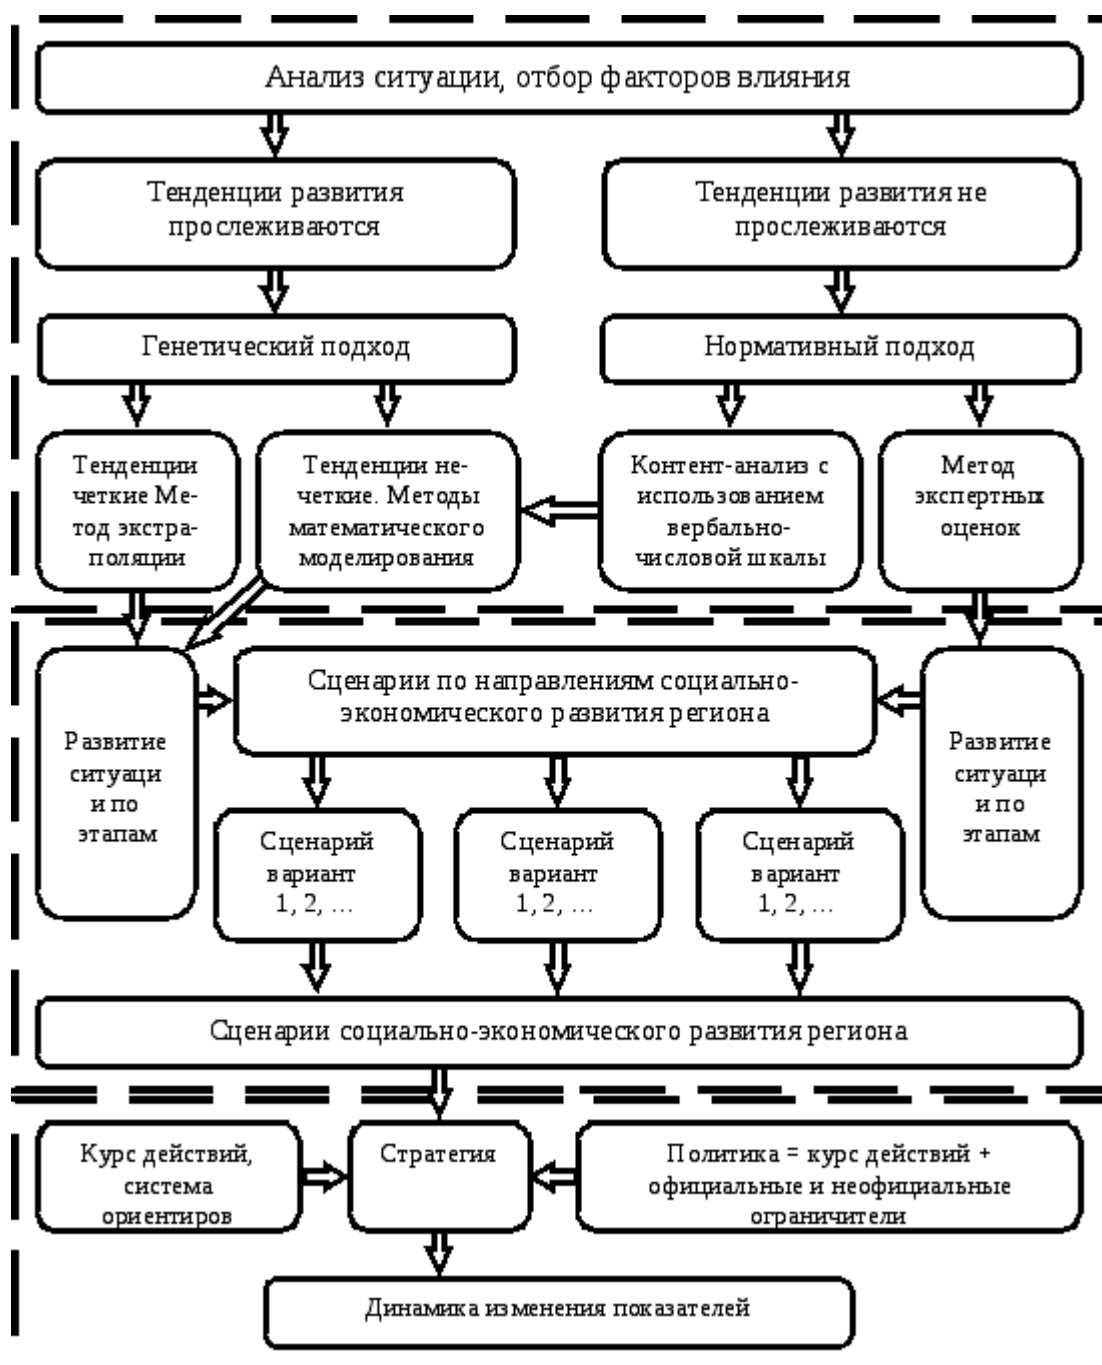 Анализ ситуации, отбор факторов влияния
Тенденции развития
прослеживаются
Тенденции развития не
прослеживаются
Генетический подход
Нормативный подход
Тенденции
четкие Ме-
тод экстра-
поляции
Тенденции не-
четкие. Методы
математического
моделирования
Контент-анализ с
использованием
вербально-
числовой шкалы
Метод
экспертных
оценок
Развитие
ситуаци
и по
этапам
Сценарии по направлениям социально-
экономического развития региона
Развитие
ситуаци
и по
этапам
Сценарий
вариант
1, 2, ...
Сценарий
вариант
1, 2, ...
Сценарий
вариант
1, 2, ...
Сценарии социально-экономического развития региона
Курс действий,
система
ориентиров
Стратегия
Политика = курс действий +
официальные и неофициальные
ограничители
Динамика изменения показателей